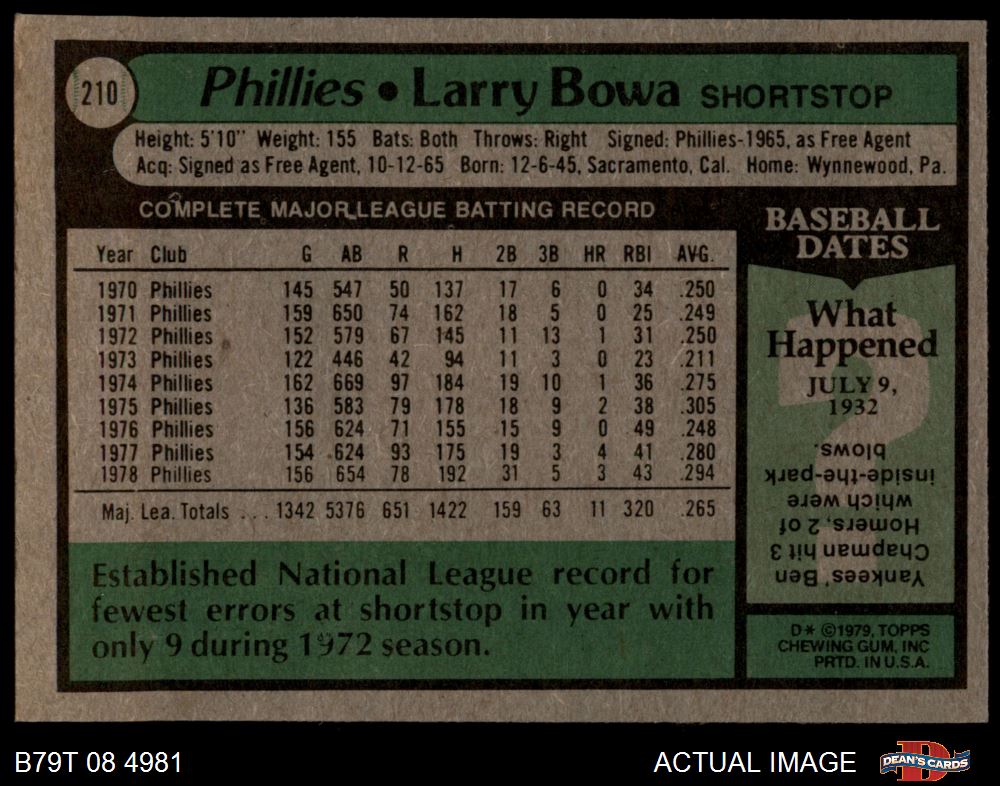 210
Phillies • Larry Bowa SHORTSTOP
Height: 5'10" Weight: 155 Bats: Both Throws: Right Signed: Phillies-1965, as Free Agent
Acq: Signed as Free Agent, 10-12-65 Born: 12-6-45, Sacramento, Cal. Home: Wynnewood, Pa.
COMPLETE MAJOR LEAGUE BATTING RECORD
Year Club G AB R H 2B 3B HR RBI AVG.
1970 Phillies 145 547 50 137 17 6 0 34 .250
1971 Phillies 159 650 74 162 18 5 0 25 .249
1972 Phillies 152 579 67 145 11 13 1 31 .250
1973 Phillies 122 446 42 94 11 3 0 23 .211
1974 Phillies 162 669 97 184 19 10 1 36 .275
1975 Phillies 136 583 79 178 18 9 2 38 .305
1976 Phillies 156 624 71 155 15 9 0 49 .248
1977 Phillies 154 624 93 175 19 3 4 41 .280
1978 Phillies 156 654 78 192 31 5 3 43 .294
Maj. Lea. Totals ... 1342 5376 651 1422 159 63 11 320 .265
Established National League record for
fewest errors at shortstop in year with
only 9 during 1972 season.
BASEBALL
DATES
What
Happened
JULY 9,
1932
Yankees' Ben
Chapman hit 3
Homers, 2 of
which were
inside-the-park
blows.
D* ©1979, TOPPS
CHEWING GUM, INC
PRTD. IN U.S.A.
B79T 08 4981
ACTUAL IMAGE
DEAN'S CARDS